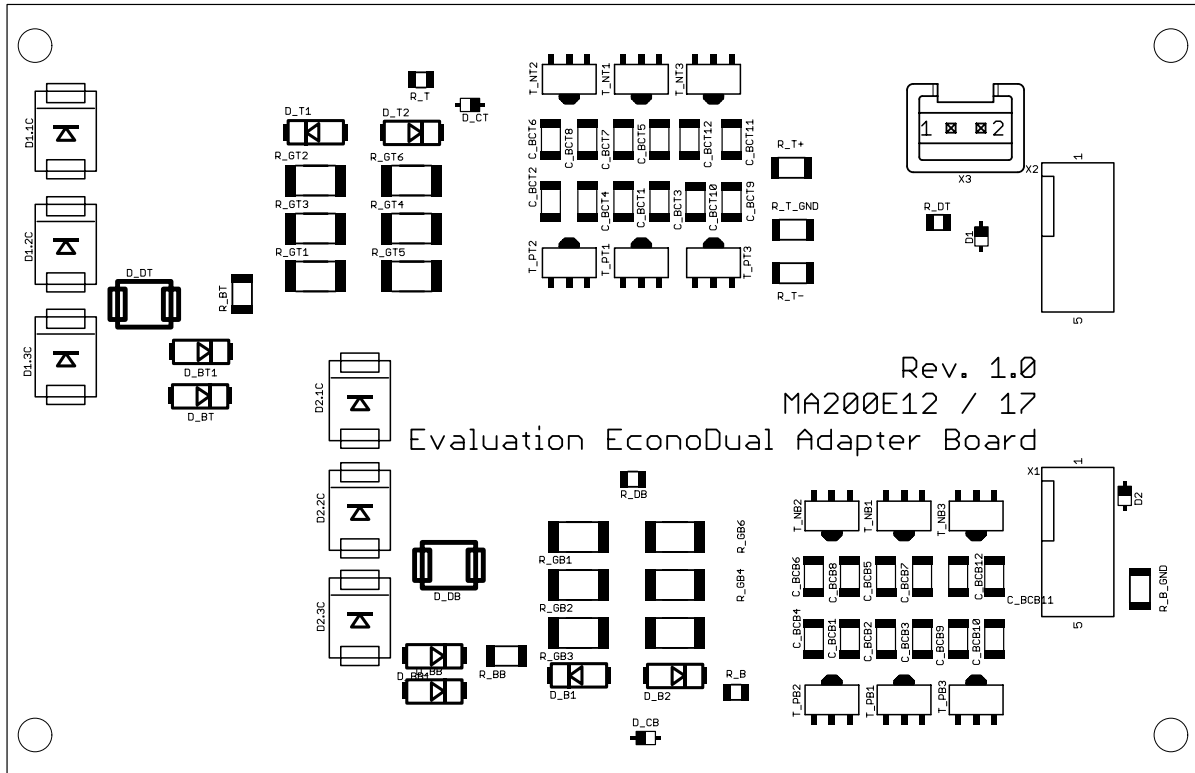 T_NT2
T_NT1
T_NT3
R_T
D_CT
D1.1C
D_T1
D_T2
C_BCT6
C_BCT8
C_BCT7
C_BCT5
C_BCT12
C_BCT11
1
2
X3
X2
1
R_T+
R_GT2
R_GT6
C_BCT2
C_BCT4
C_BCT1
C_BCT3
C_BCT10
C_BCT9
D1.2C
R_GT3
R_GT4
R_T_GND
R_DT
D1
R_GT1
R_GT5
T_PT2
T_PT1
T_PT3
D_DT
R_BT
R_T-
5
D1.3C
D_BT1
D_BT
Rev. 1.0
MA200E12 / 17
Evaluation EconoDual Adapter Board
D2.1C
X1
1
R_DB
D2
D2.2C
T_NB2
T_NB1
T_NB3
R_GB6
R_GB1
D_DB
R_GB4
C_BCB6
C_BCB8
C_BCB5
C_BCB7
C_BCB12
C_BCB11
R_B_GND
D2.3C
R_GB2
C_BCB4
C_BCB1
C_BCB2
C_BCB3
C_BCB9
C_BCB10
5
R_GB3
D_BB
D_BB1
R_BB
D_B1
D_B2
R_B
T_PB2
T_PB1
T_PB3
D_CB